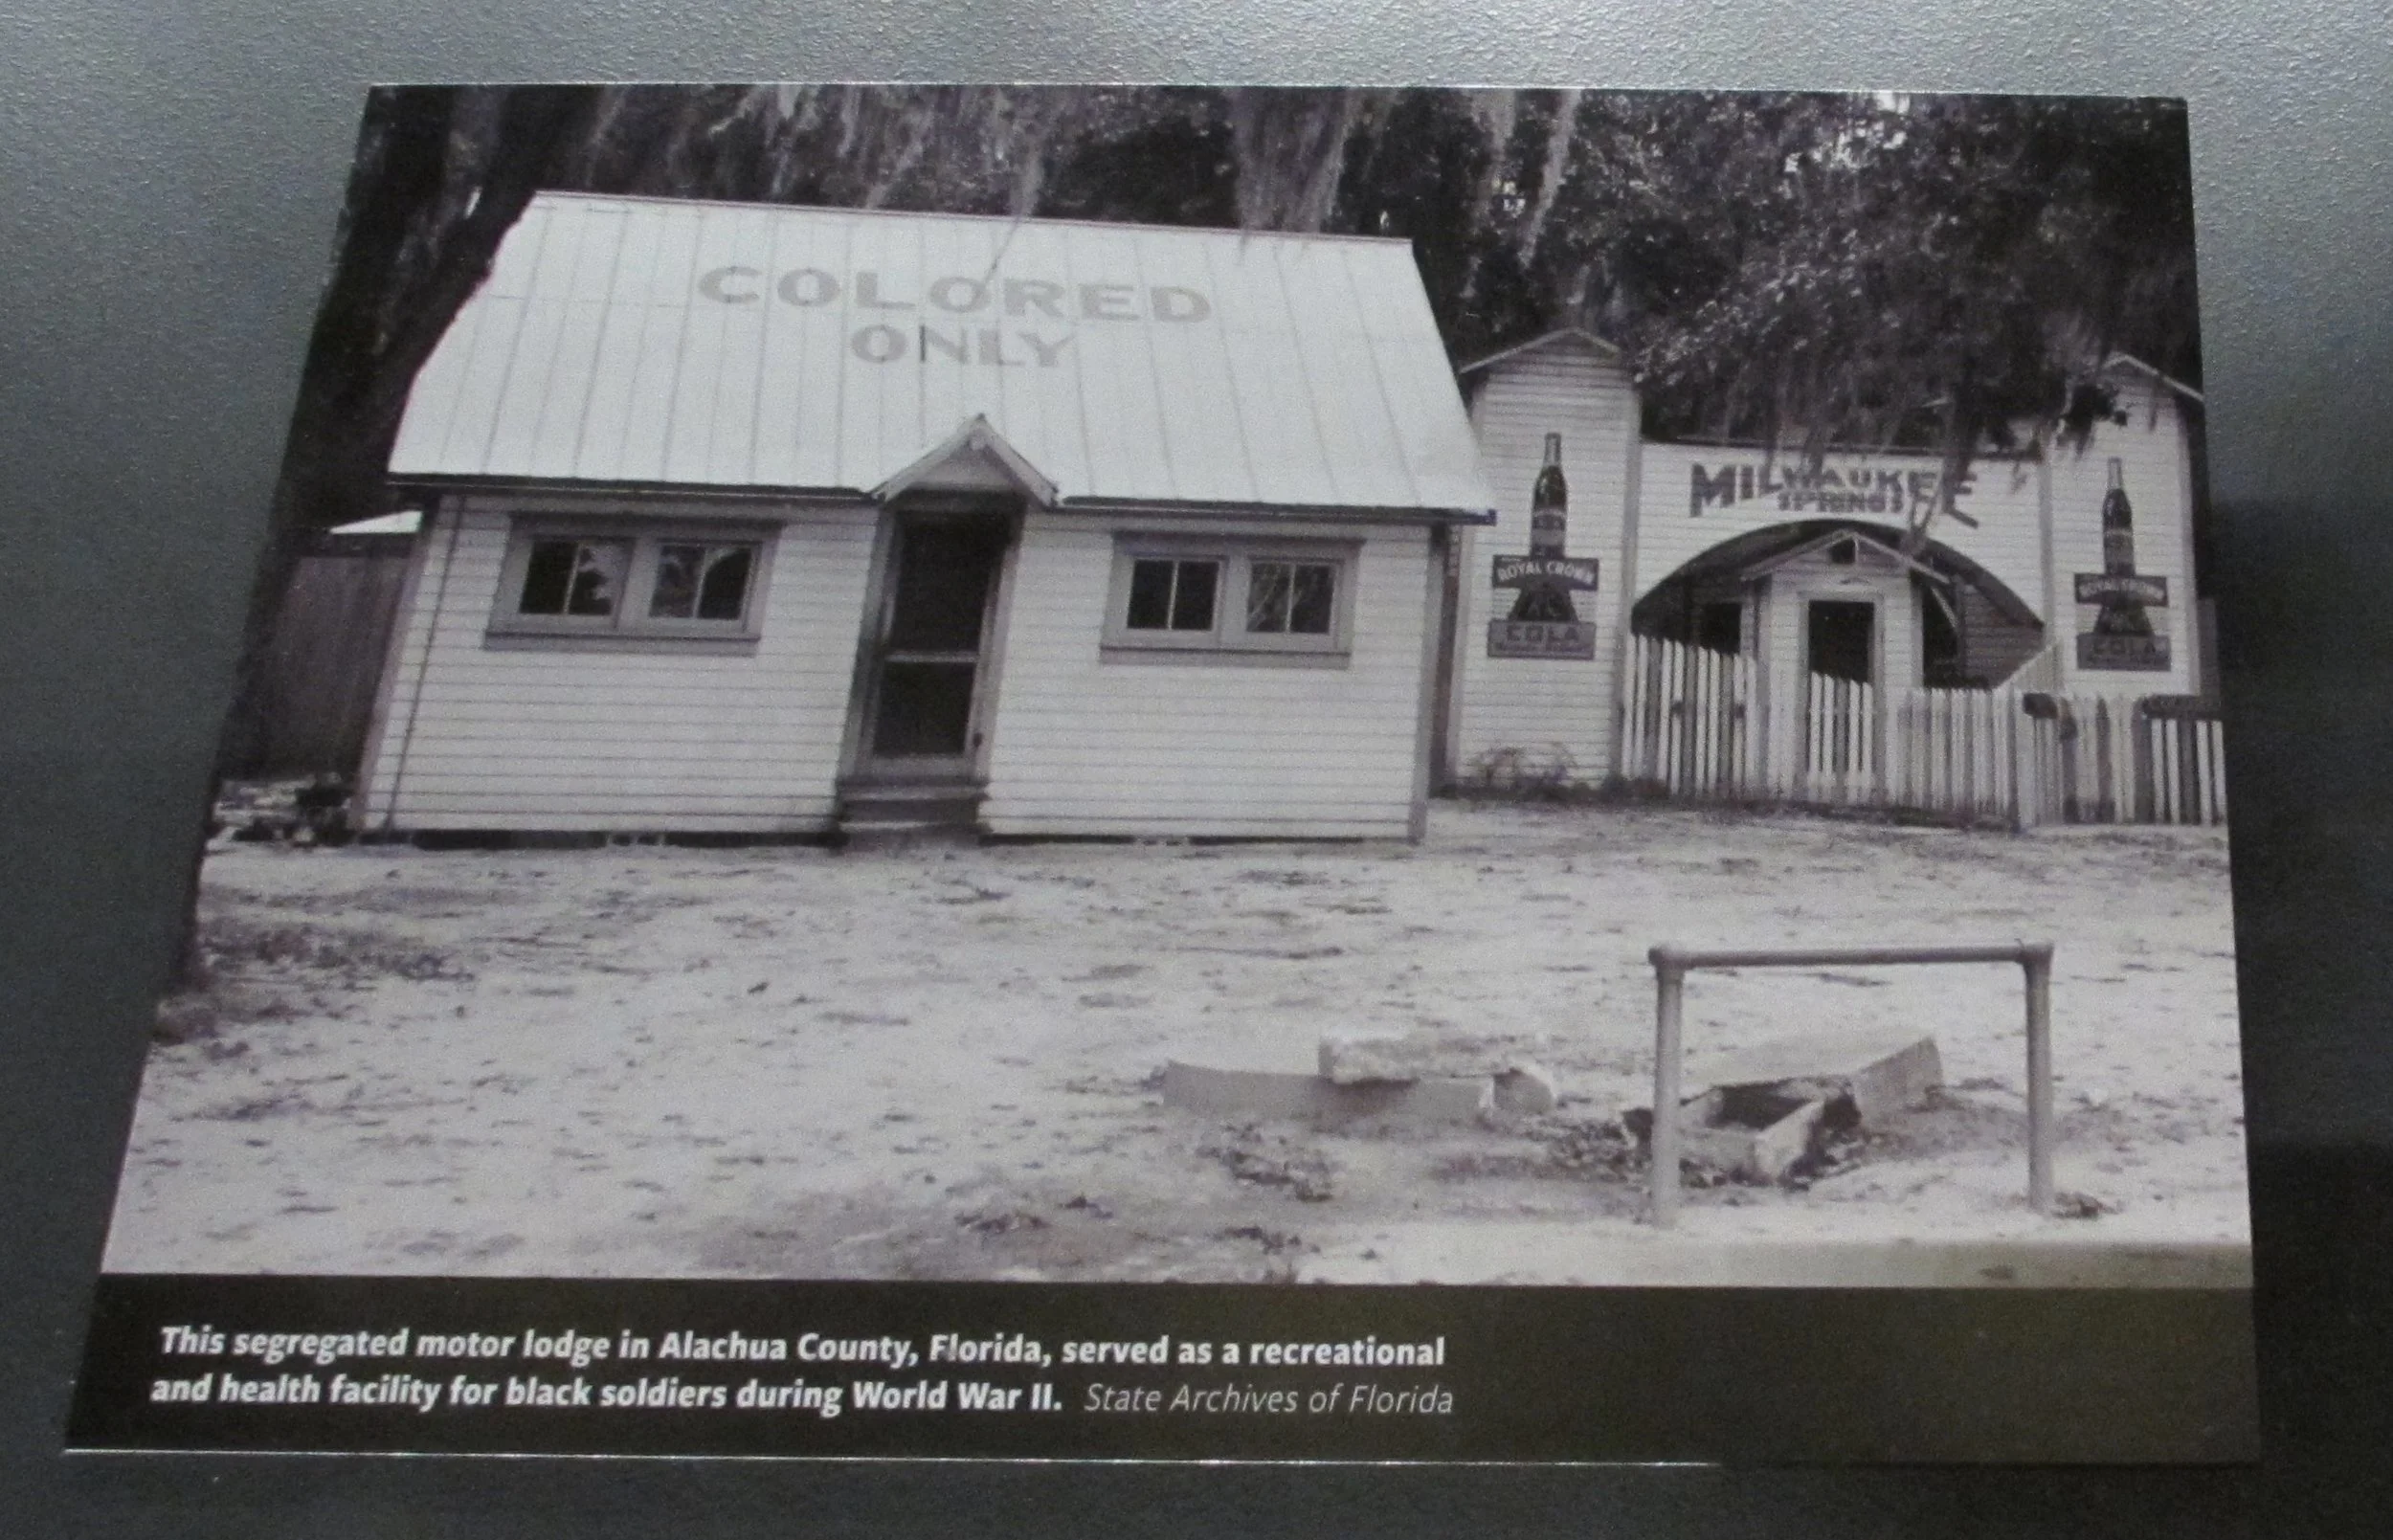 COLORED
ONLY
MILWAUKEE
SPRINGS
ROYAL CROWN
COLA
ROYAL CROWN
COLA
This segregated motor lodge in Alachua County, Florida, served as a recreational
and health facility for black soldiers during World War II. State Archives of Florida